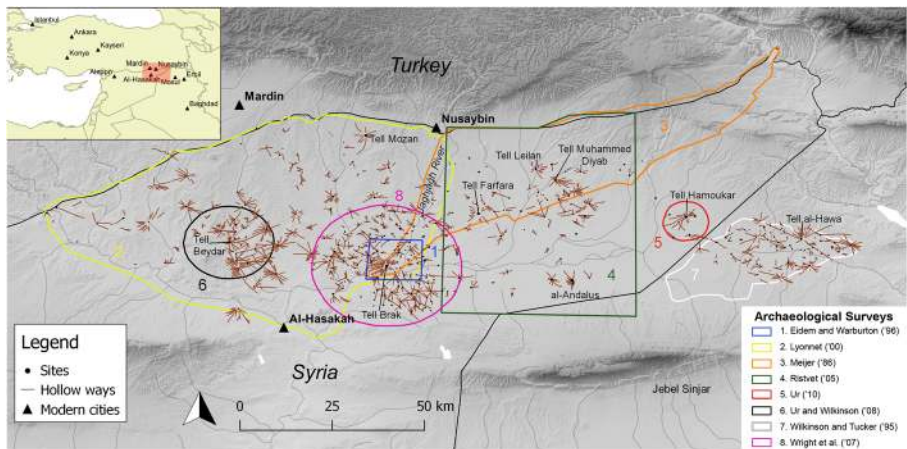 Istanbul
Ankara
Kayseri
Konya
Mardin
Nusaybin
Aleppo
Al-Hasakah
Mosul
Erbil
Baghdad
Turkey
Mardin
Nusaybin
3
Tell Mozan
Jaghjagh River
Tell Leilan
Tell Muhammed
Diyab
Tell Farfara
8
Tell Hamoukar
Tell al-Hawa
2
Tell
Beydar
1
5
6
4
7
al-Andalus
Tell Brak
Al-Hasakah
Syria
Jebel Sinjar
Legend
Sites
Hollow ways
Modern cities
0 25 50 km
Archaeological Surveys
1. Eidem and Warburton ('96)
2. Lyonnet ('00)
3. Meijer ('86)
4. Ristvet ('05)
5. Ur ('10)
6. Ur and Wilkinson ('08)
7. Wilkinson and Tucker ('95)
8. Wright et al. ('07)